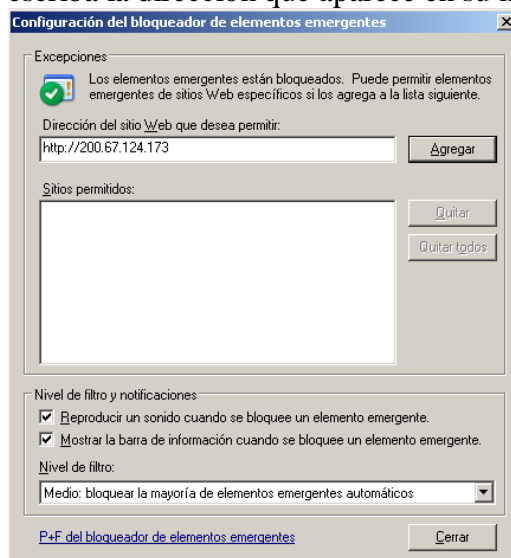 escriba la dirección que aparece en su
Configuración del bloqueador de elementos emergentes
Excepciones
Los elementos emergentes están bloqueados. Puede permitir elementos
emergentes de sitios Web específicos si los agrega a la lista siguiente.
Dirección del sitio Web que desea permitir:
http://200.67.124.173
Agregar
Sitios permitidos:
Quitar
Quitar todos
Nivel de filtro y notificaciones
Reproducir un sonido cuando se bloquee un elemento emergente.
Mostrar la barra de información cuando se bloquee un elemento emergente.
Nivel de filtro:
Medio: bloquear la mayoría de elementos emergentes automáticos
P+F del bloqueador de elementos emergentes
Cerrar